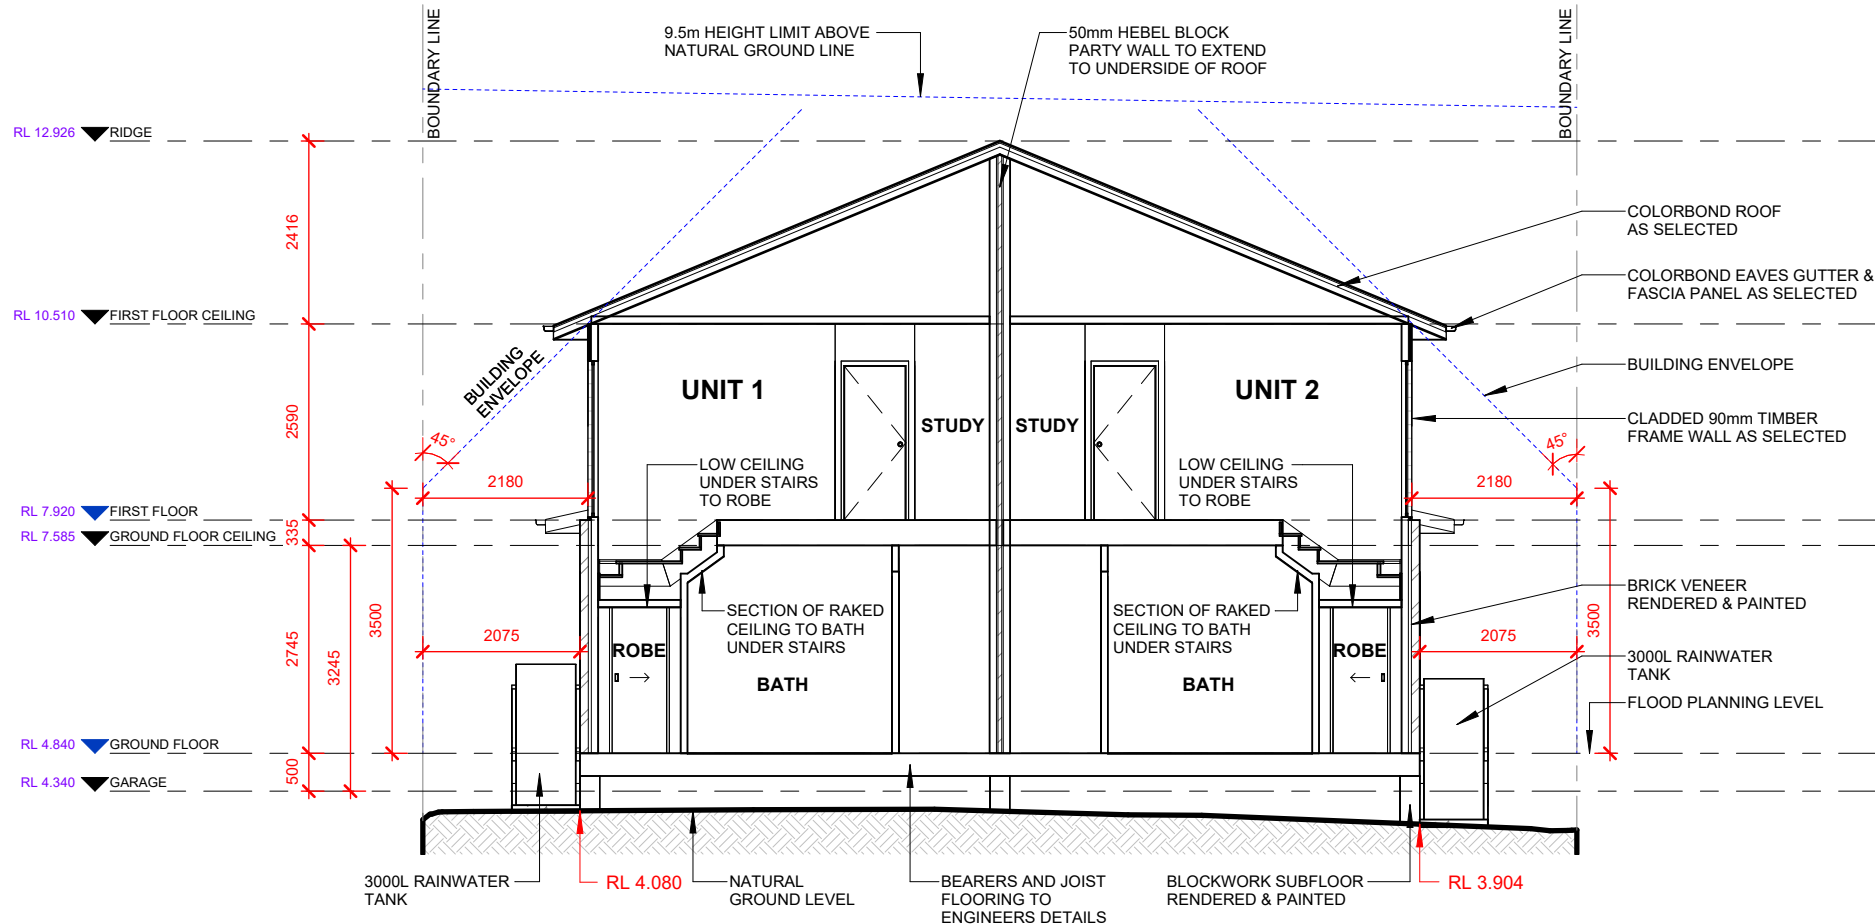 BOUNDARY LINE
9.5m HEIGHT LIMIT ABOVE
NATURAL GROUND LINE
50mm HEBEL BLOCK
PARTY WALL TO EXTEND
TO UNDERSIDE OF ROOF
BOUNDARY LINE
RL 12.926 RIDGE
2416
COLORBOND ROOF
AS SELECTED
COLORBOND EAVES GUTTER &
FASCIA PANEL AS SELECTED
RL 10.510 FIRST FLOOR CEILING
BUILDING
ENVELOPE
BUILDING ENVELOPE
UNIT 1
UNIT 2
2590
STUDY
STUDY
CLADDED 90mm TIMBER
FRAME WALL AS SELECTED
45°
45°
LOW CEILING
UNDER STAIRS
TO ROBE
LOW CEILING
UNDER STAIRS
TO ROBE
2180
2180
RL 7.920 FIRST FLOOR
335
RL 7.585 GROUND FLOOR CEILING
BRICK VENEER
RENDERED & PAINTED
SECTION OF RAKED
CEILING TO BATH
UNDER STAIRS
SECTION OF RAKED
CEILING TO BATH
UNDER STAIRS
3500
3500
2745
3245
2075
2075
ROBE
ROBE
3000L RAINWATER
TANK
BATH
BATH
FLOOD PLANNING LEVEL
RL 4.840 GROUND FLOOR
500
RL 4.340 GARAGE
3000L RAINWATER
TANK
RL 4.080
NATURAL
GROUND LEVEL
BEARERS AND JOIST
FLOORING TO
ENGINEERS DETAILS
BLOCKWORK SUBFLOOR
RENDERED & PAINTED
RL 3.904